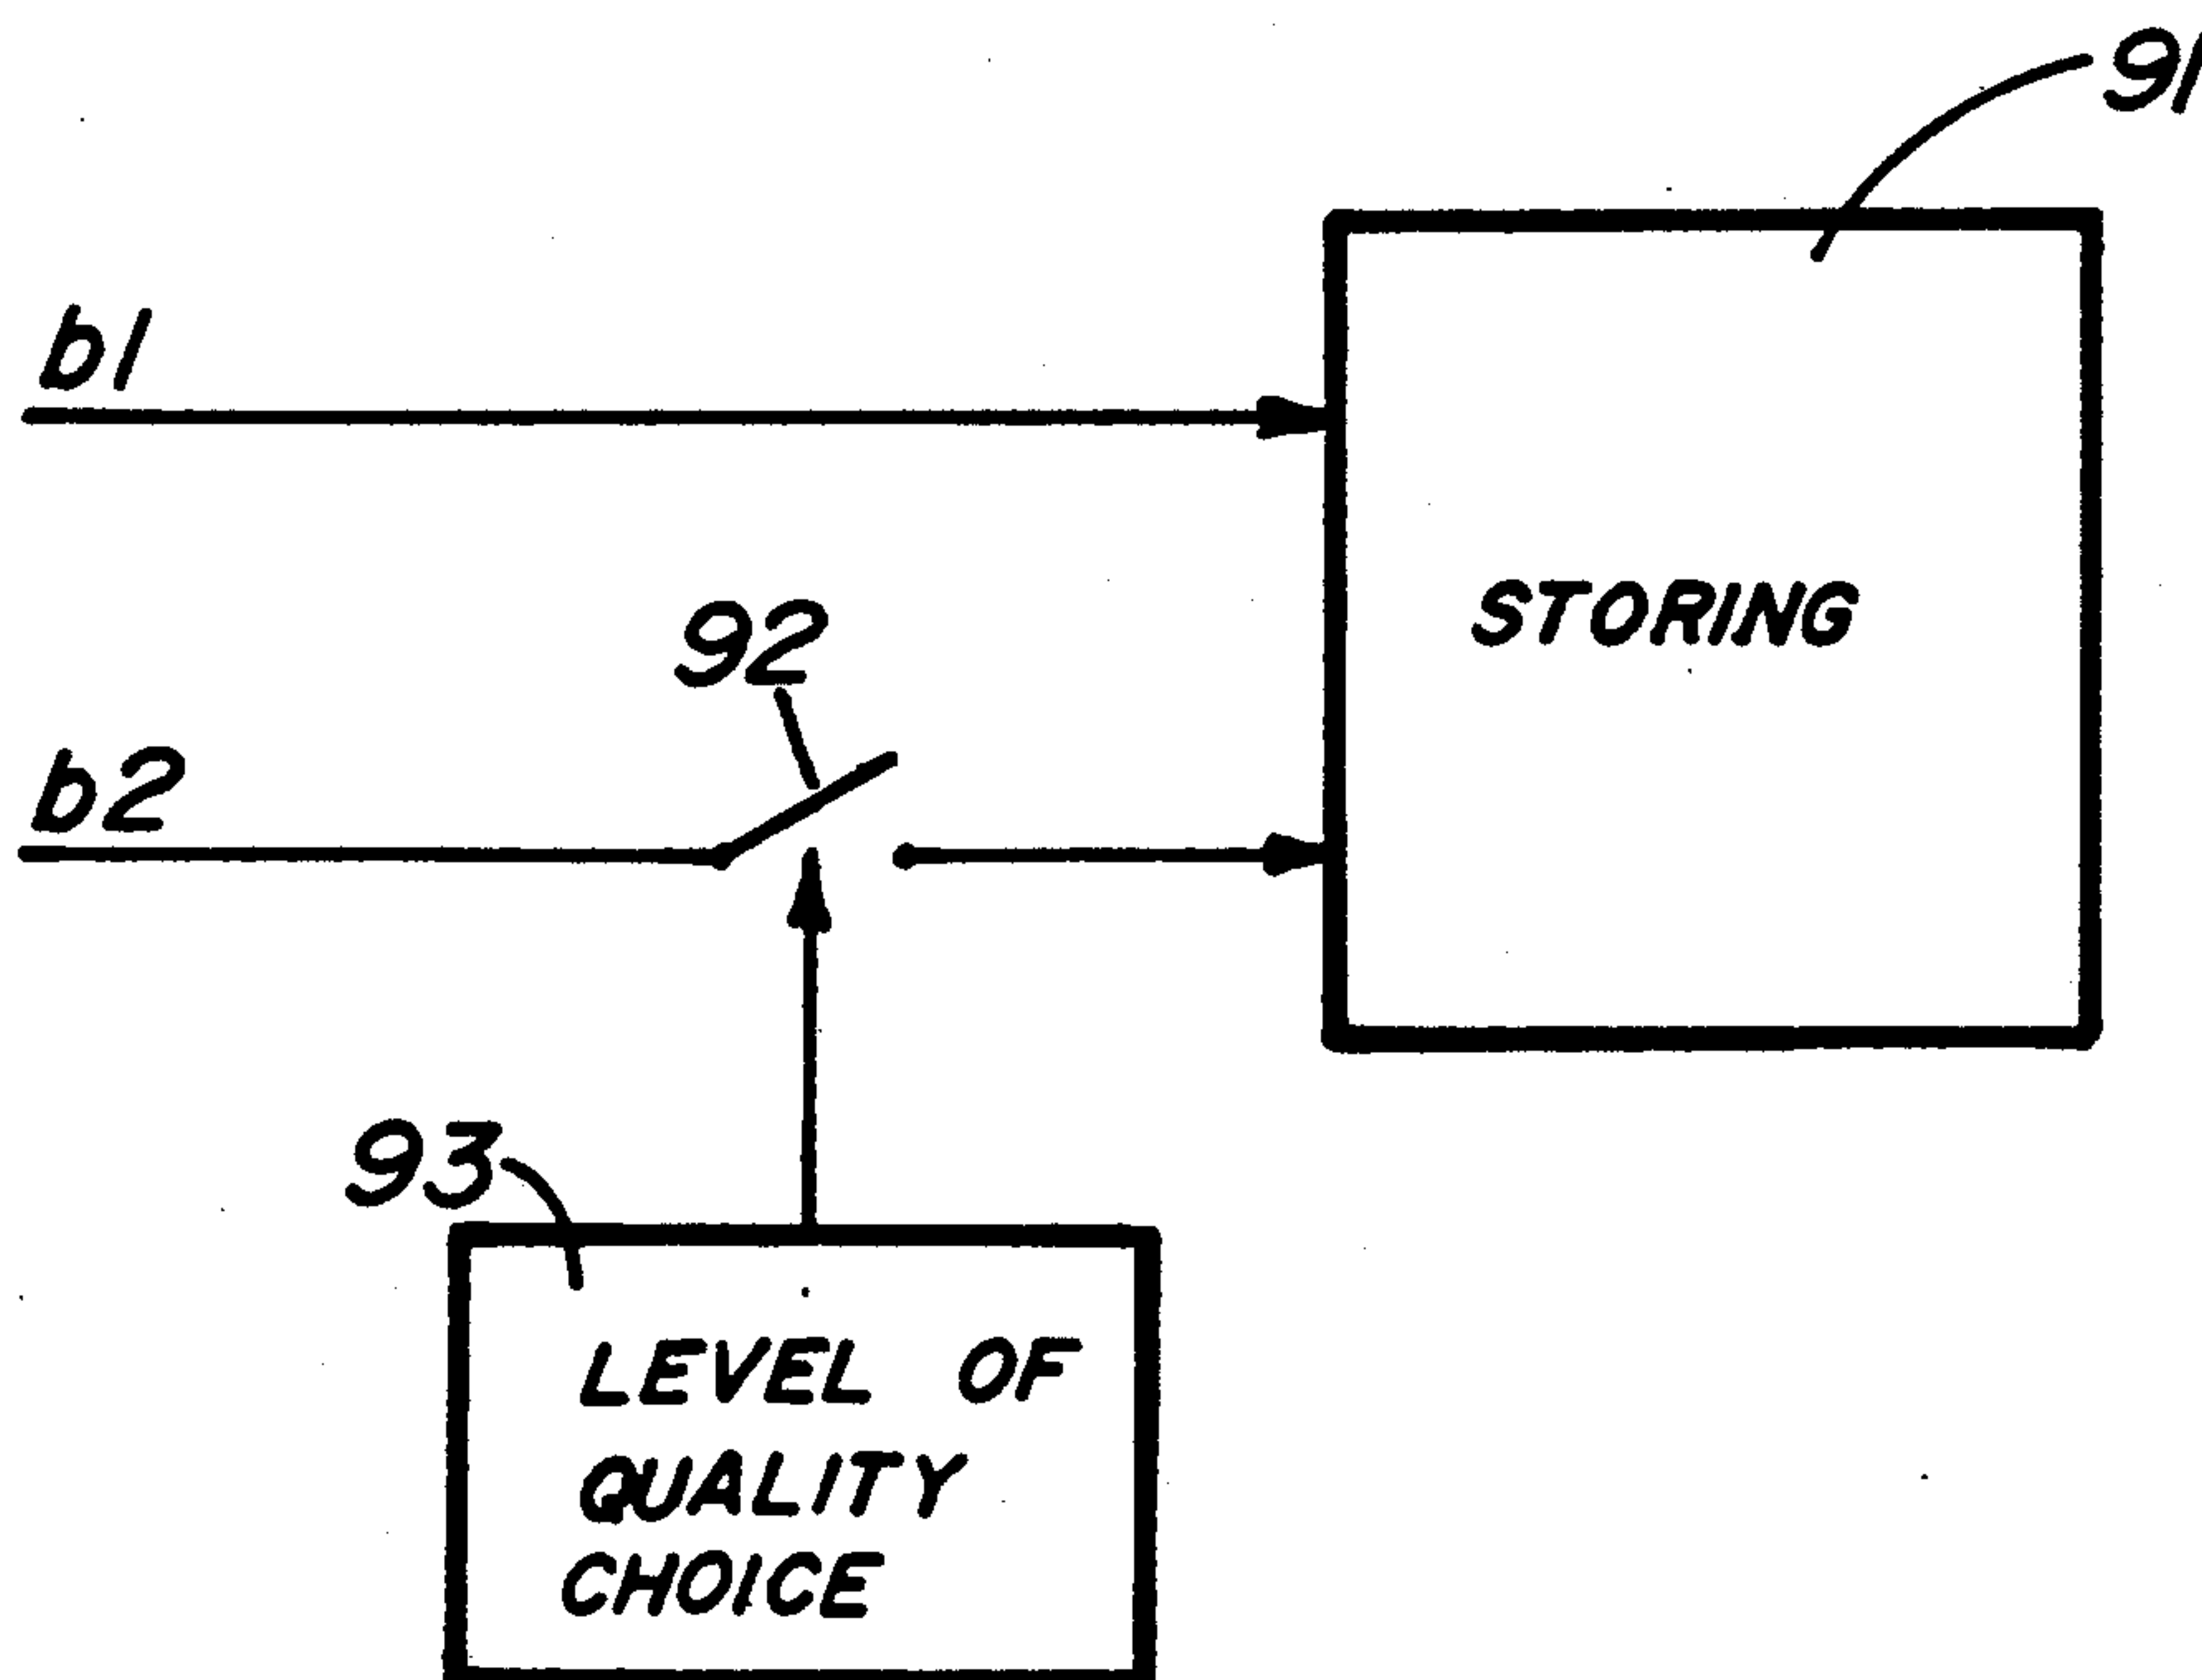 91
b1
STORING
92
b2
93
LEVEL OF
QUALITY
CHOICE